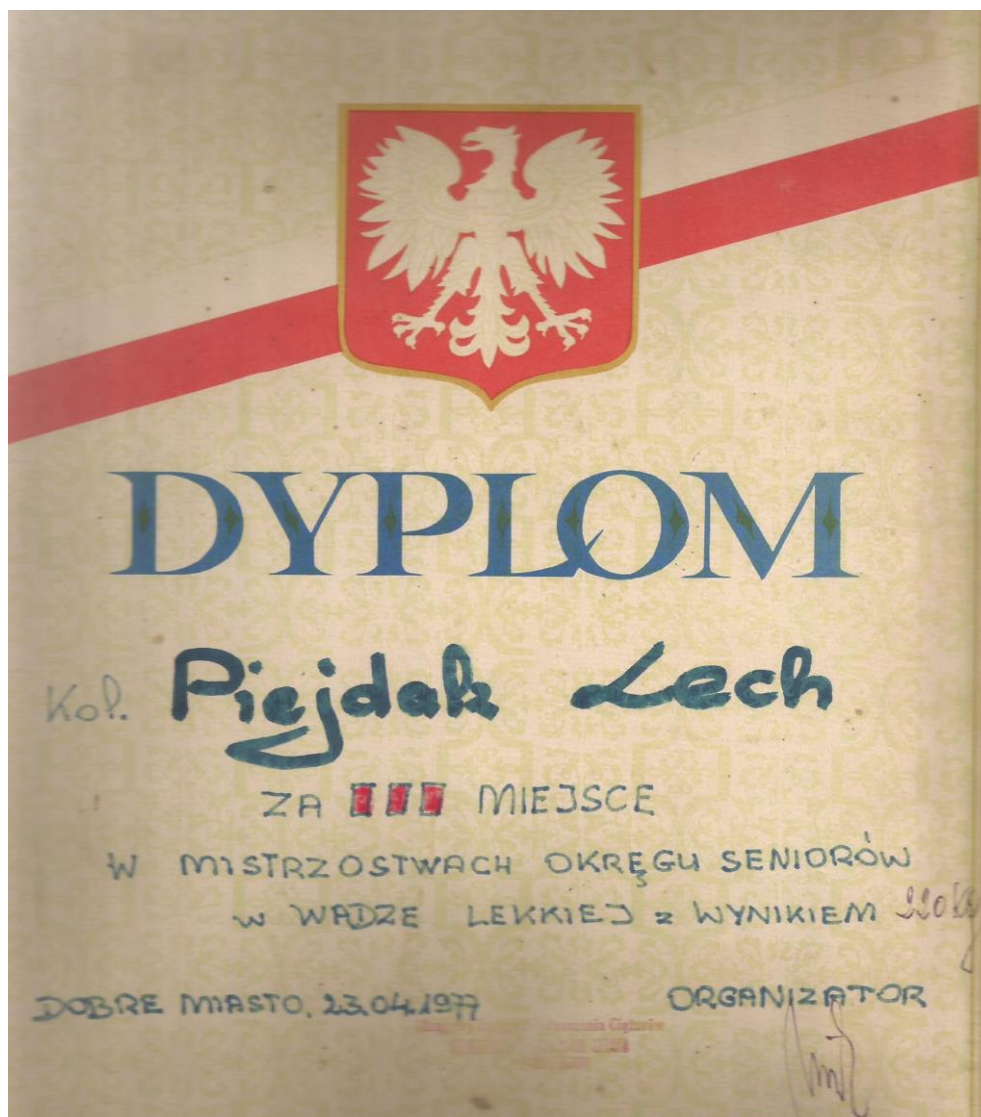 DYPLOM
Kol. Piejdak Lech
ZA III MIEJSCE
W MISTRZOSTWACH OKRĘGU SENIORÓW
W WADZE LEKKIEJ z WYNIKIEM 220 kg
DOBRE MIASTO, 23.04.1977 ORGANIZATOR
Ciężarów